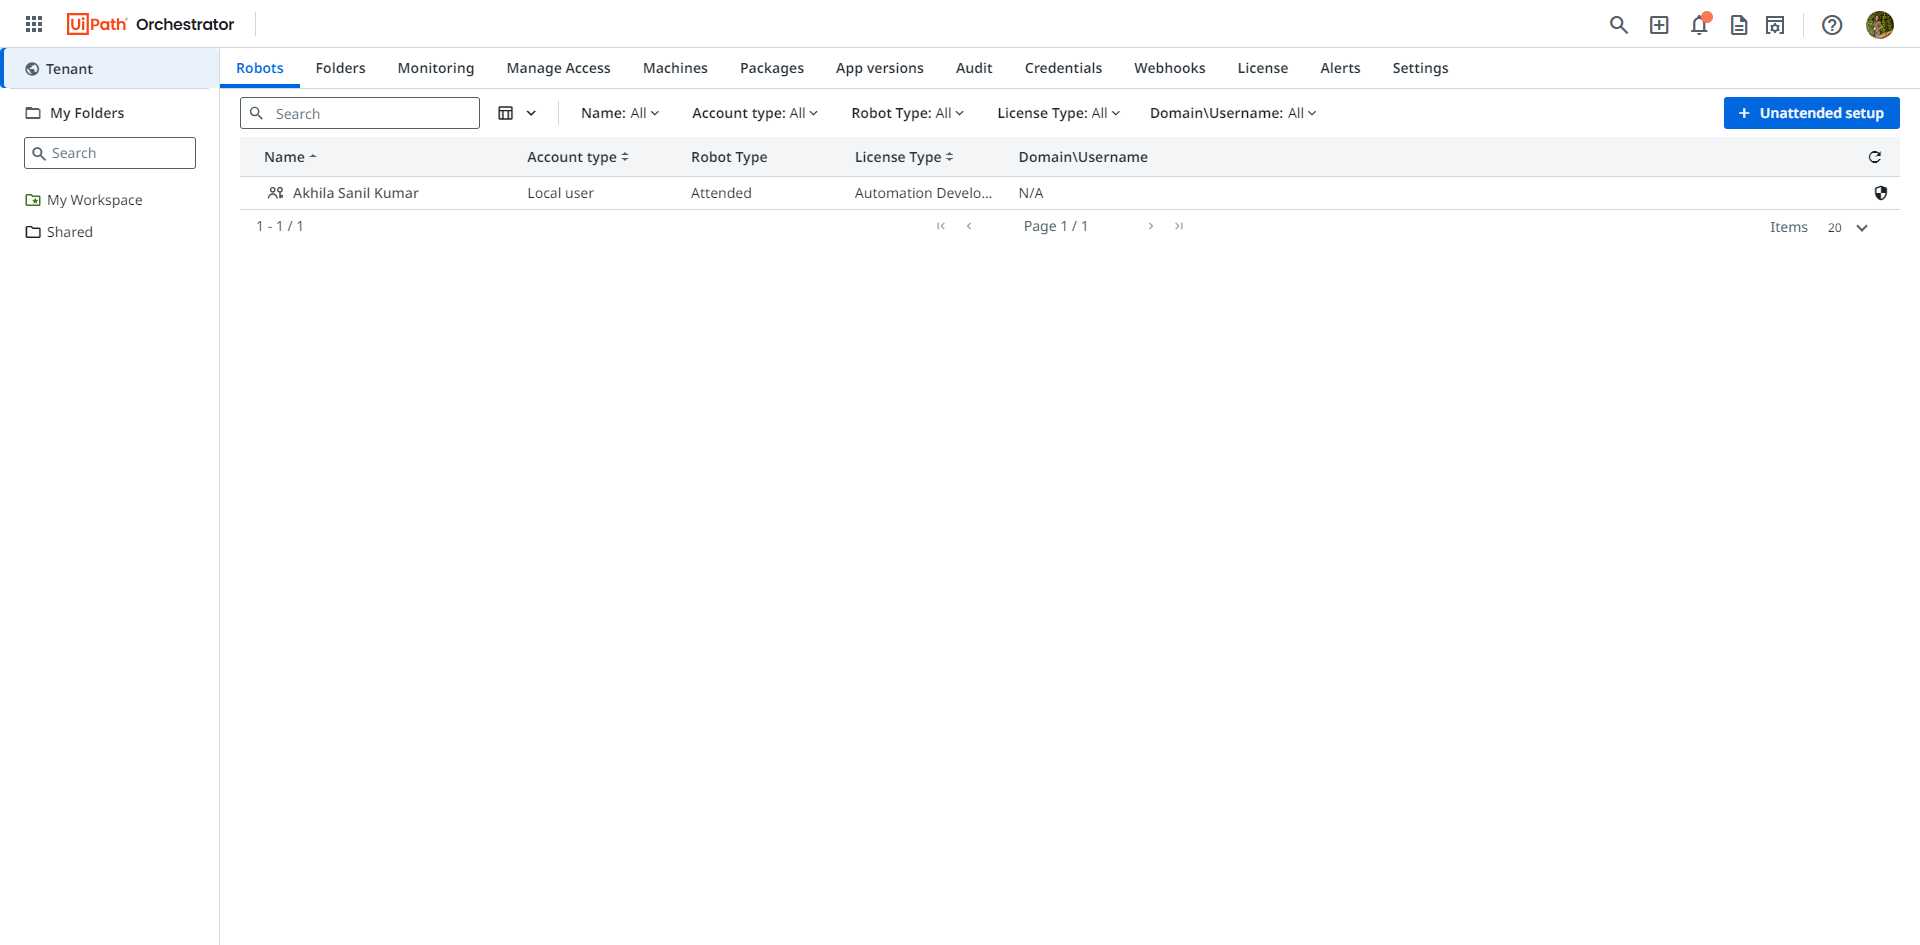 UiPath Orchestrator
Tenant
Robots Folders Monitoring Manage Access Machines Packages App versions Audit Credentials Webhooks License Alerts Settings
My Folders
Search
Name: All Account type: All Robot Type: All License Type: All Domain\Username: All
+ Unattended setup
Search
Name Account type Robot Type License Type Domain\Username
Akhila Sanil Kumar Local user Attended Automation Develo... N/A
My Workspace
1 - 1 / 1 Page 1 / 1 Items 20
Shared